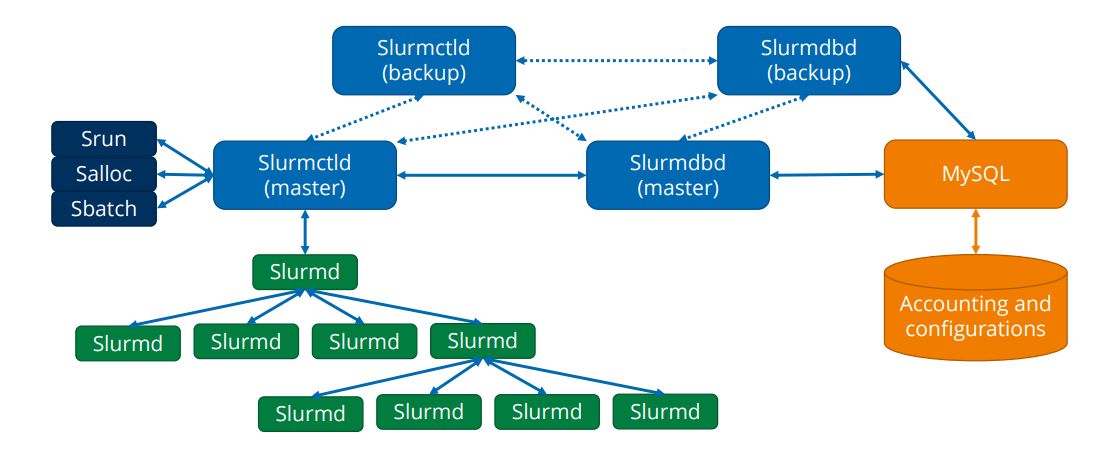 Slurmctld
(backup)
Slurmdbd
(backup)
Srun
Salloc
Sbatch
Slurmctld
(master)
Slurmdbd
(master)
MySQL
Slurmd
Accounting and
configurations
Slurmd
Slurmd
Slurmd
Slurmd
Slurmd
Slurmd
Slurmd
Slurmd